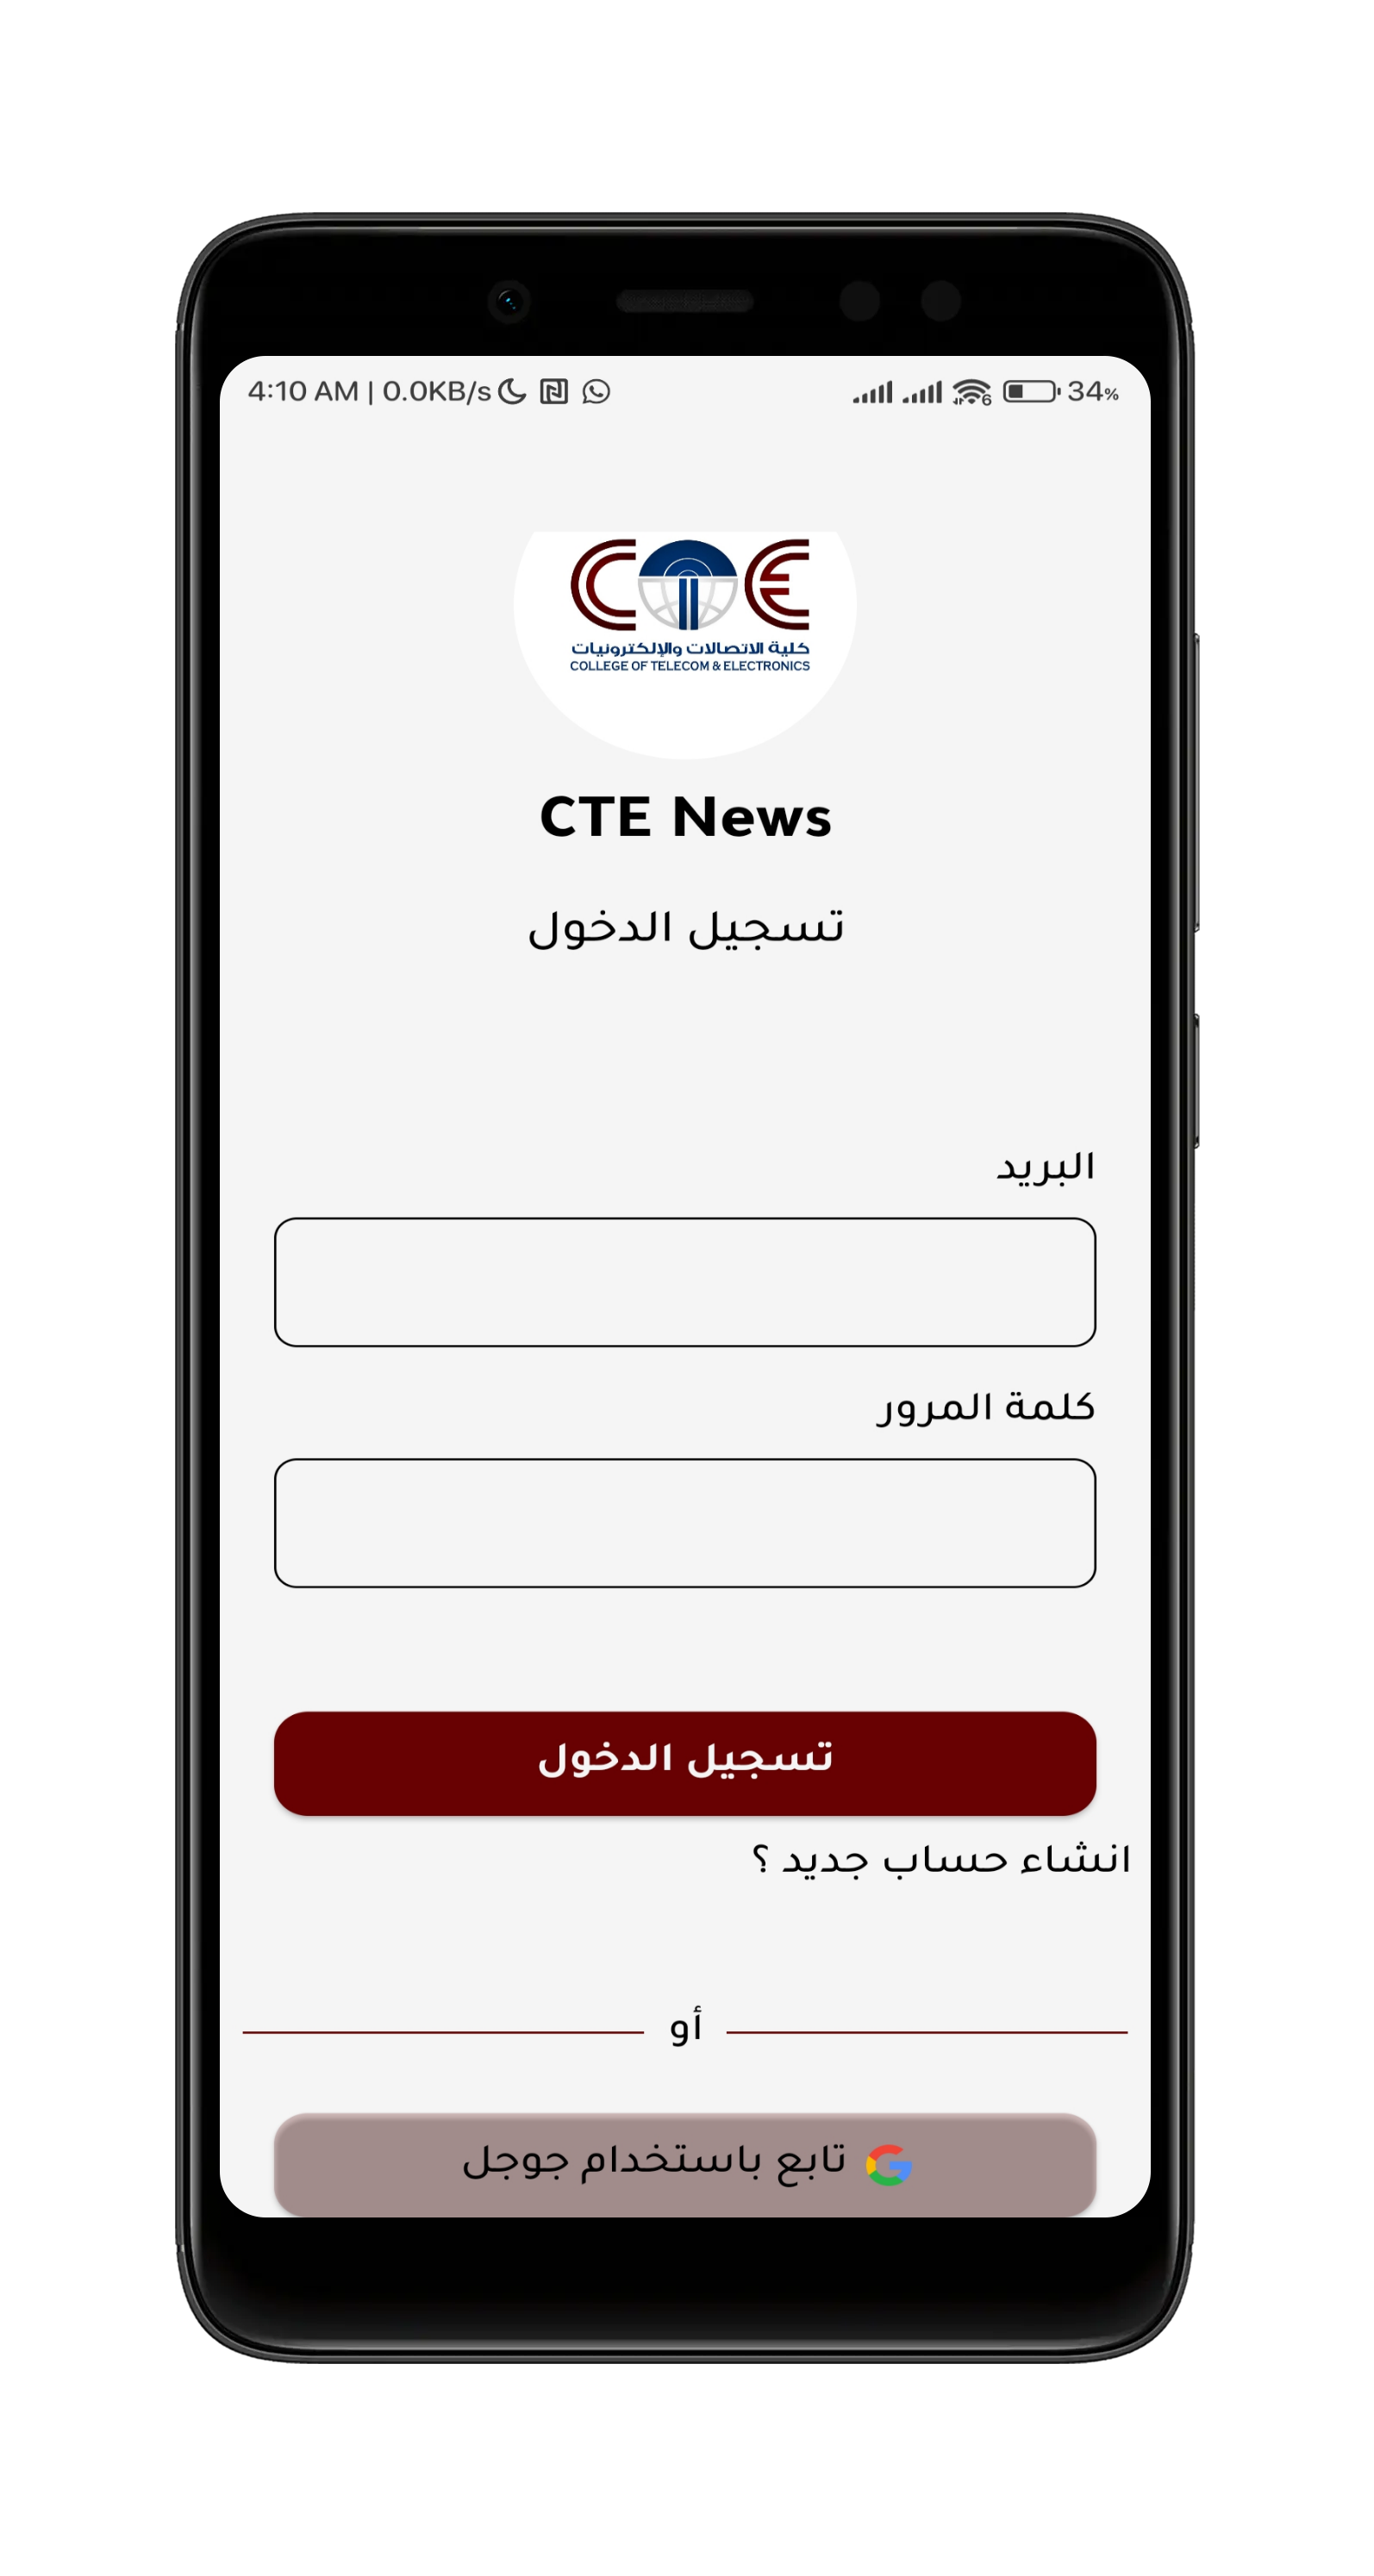 4:10 AM | 0.0KB/s 34%
CTE
كلية الاتصالات والإلكترونيات
COLLEGE OF TELECOM & ELECTRONICS
CTE News
تسجيل الدخول
البريد
كلمة المرور
تسجيل الدخول
انشاء حساب جديد ؟
أو
تابع باستخدام جوجل